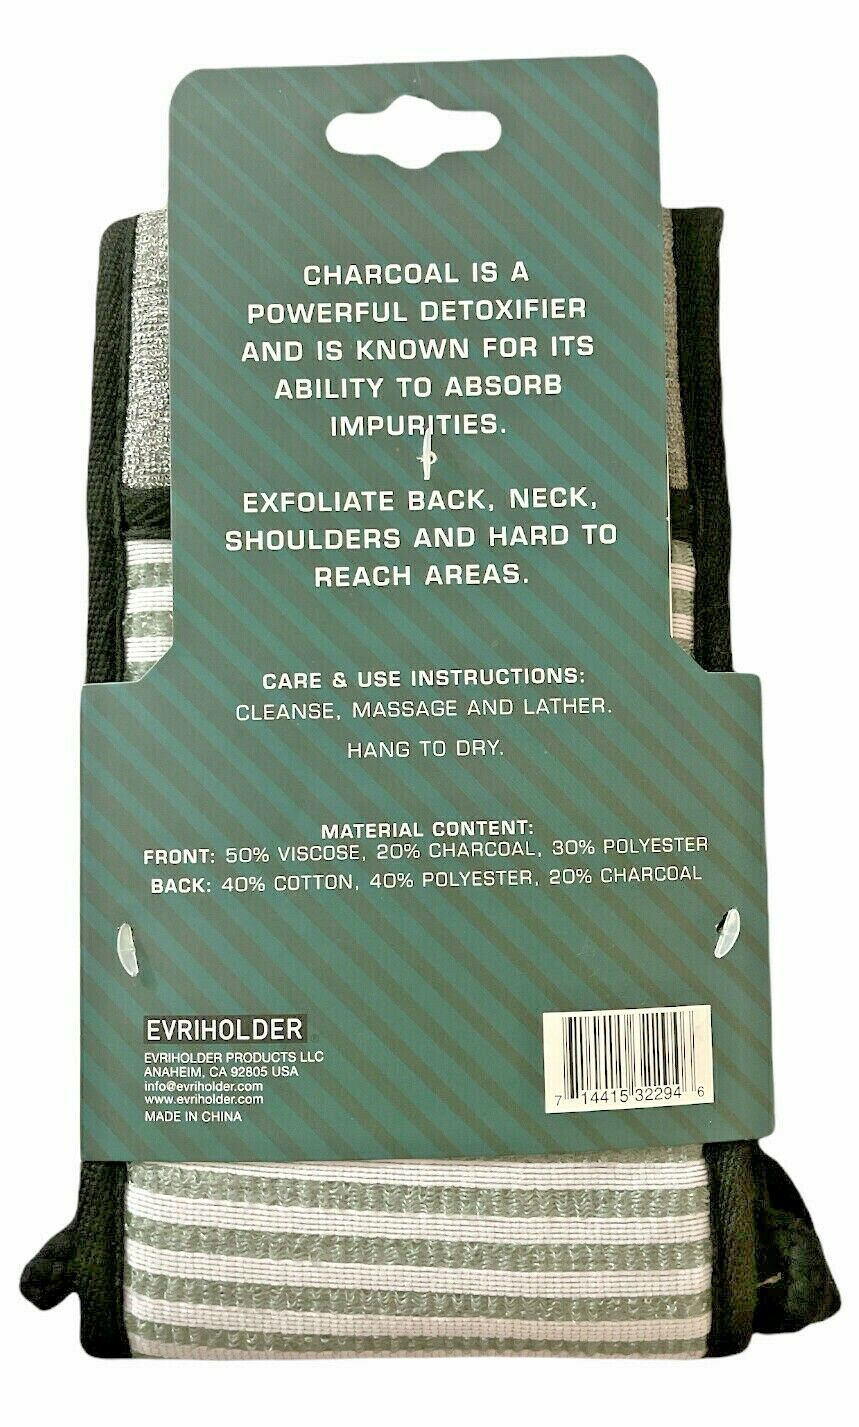 CHARCOAL IS A
POWERFUL DETOXIFIER
AND IS KNOWN FOR ITS
ABILITY TO ABSORB
IMPURITIES.
EXFOLIATE BACK, NECK,
SHOULDERS AND HARD TO
REACH AREAS.
CARE & USE INSTRUCTIONS:
CLEANSE, MASSAGE AND LATHER.
HANG TO DRY.
MATERIAL CONTENT:
FRONT: 50% VISCOSE, 20% CHARCOAL, 30% POLYESTER
BACK: 40% COTTON, 40% POLYESTER, 20% CHARCOAL
EVRIHOLDER®
EVRIHOLDER PRODUCTS LLC
ANAHEIM, CA 92805 USA
info@evriholder.com
www.evriholder.com
MADE IN CHINA
7 14415 32294 6